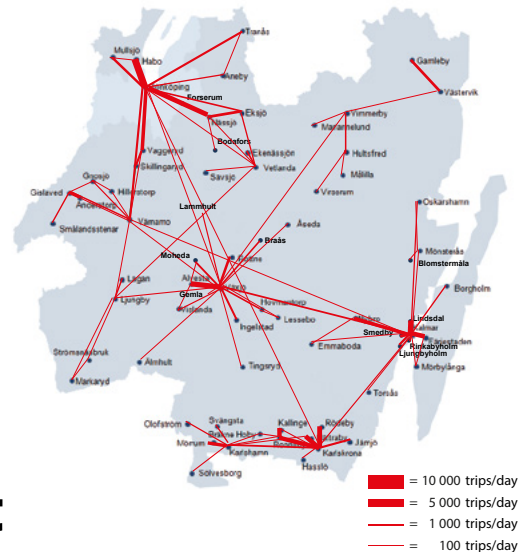 Tranås
Mullsjö
Habo
Gamleby
Aneby
Västervik
Forserum
Nässjö
Eksjö
Vimmerby
Mariannelund
Bodafors
Vaggeryd
Ekenässjön
Hultsfred
Skillingaryd
Vetlanda
Sävsjö
Målilla
Gnosjö
Hillerstorp
Virserum
Gislaved
Anderstorp
Lammhult
Oskarshamn
Smålandsstenar
Värnamo
Åseda
Braås
Mönsterås
Moheda
Rottne
Blomstermåla
Lagan
Alvesta
Växjö
Borgholm
Gemla
Ljungby
Vislanda
Hovmantorp
Lindsdal
Lessebo
Nybro
Kalmar
Ingelstad
Smedby
Färjestaden
Strömsnäsbruk
Emmaboda
Rinkabyholm
Ljungbyholm
Älmhult
Tingsryd
Mörbylånga
Markaryd
Torsås
Olofström
Svängsta
Kallinge
Rödeby
Bräkne Hoby
Mörrum
Jämjö
Karlshamn
Karlskrona
Hasslö
Sölvesborg
= 10 000 trips/day
= 5 000 trips/day
= 1 000 trips/day
= 100 trips/day